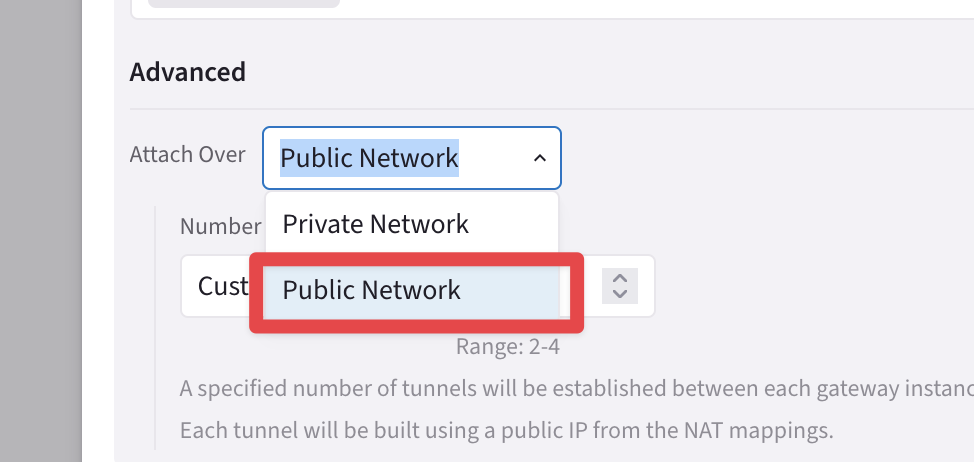 Advanced
Attach Over
Public Network
Private Network
Number
Public Network
Cust
Range: 2-4
A specified number of tunnels will be established between each gateway instanc
Each tunnel will be built using a public IP from the NAT mappings.